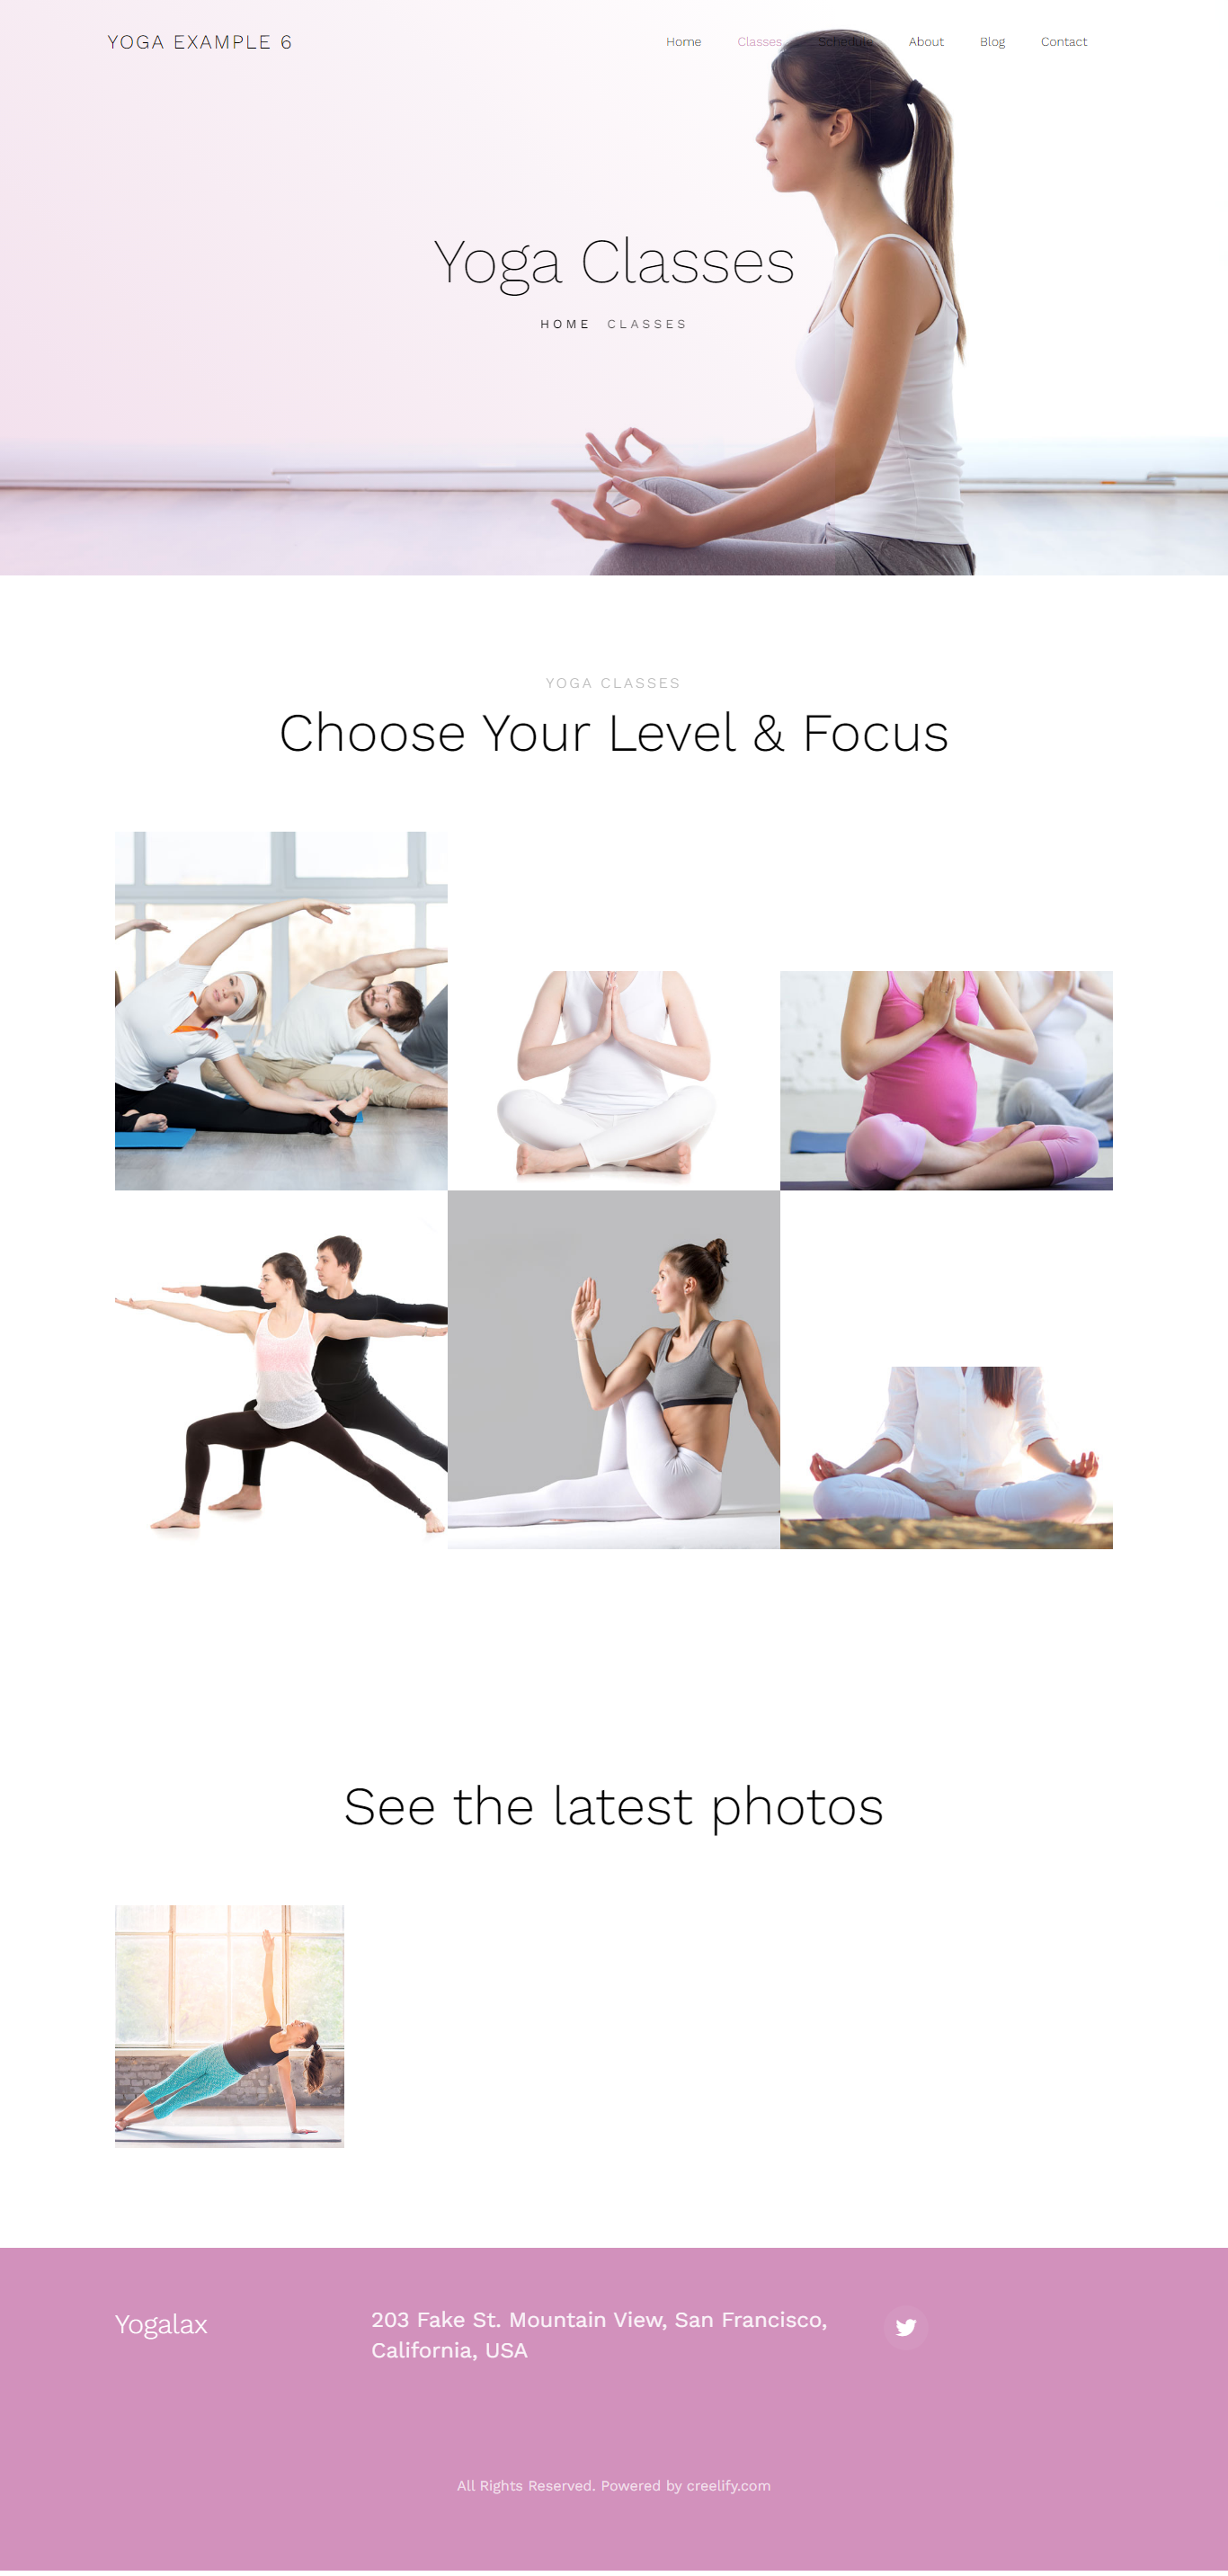 YOGA EXAMPLE 6
Home Classes Schedule About Blog Contact
Yoga Classes
HOME CLASSES
YOGA CLASSES
Choose Your Level & Focus
See the latest photos
Yogalax
203 Fake St. Mountain View, San Francisco,
California, USA
All Rights Reserved. Powered by creelify.com